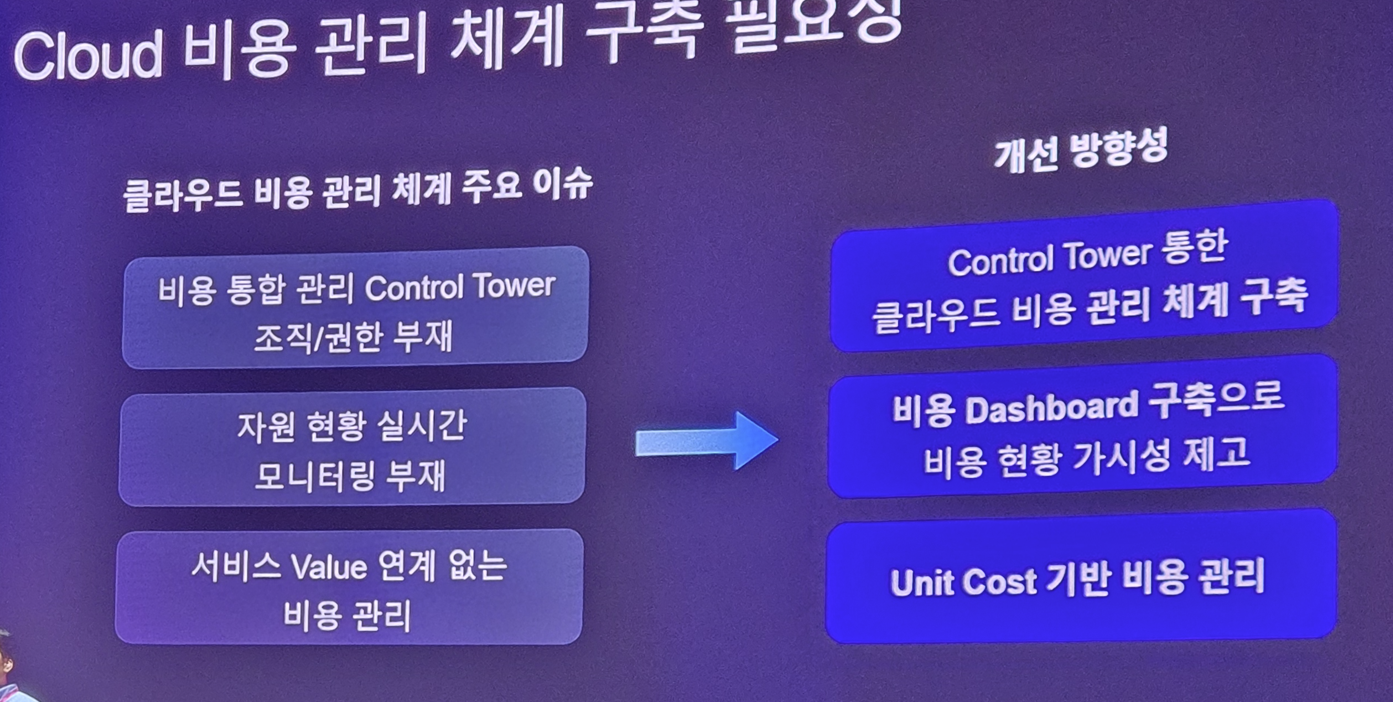 Cloud 비용 관리 체계 구축 필요성
클라우드 비용 관리 체계 주요 이슈
비용 통합 관리 Control Tower
조직/권한 부재
자원 현황 실시간
모니터링 부재
서비스 Value 연계 없는
비용 관리
개선 방향성
Control Tower 통한
클라우드 비용 관리 체계 구축
비용 Dashboard 구축으로
비용 현황 가시성 제고
Unit Cost 기반 비용 관리